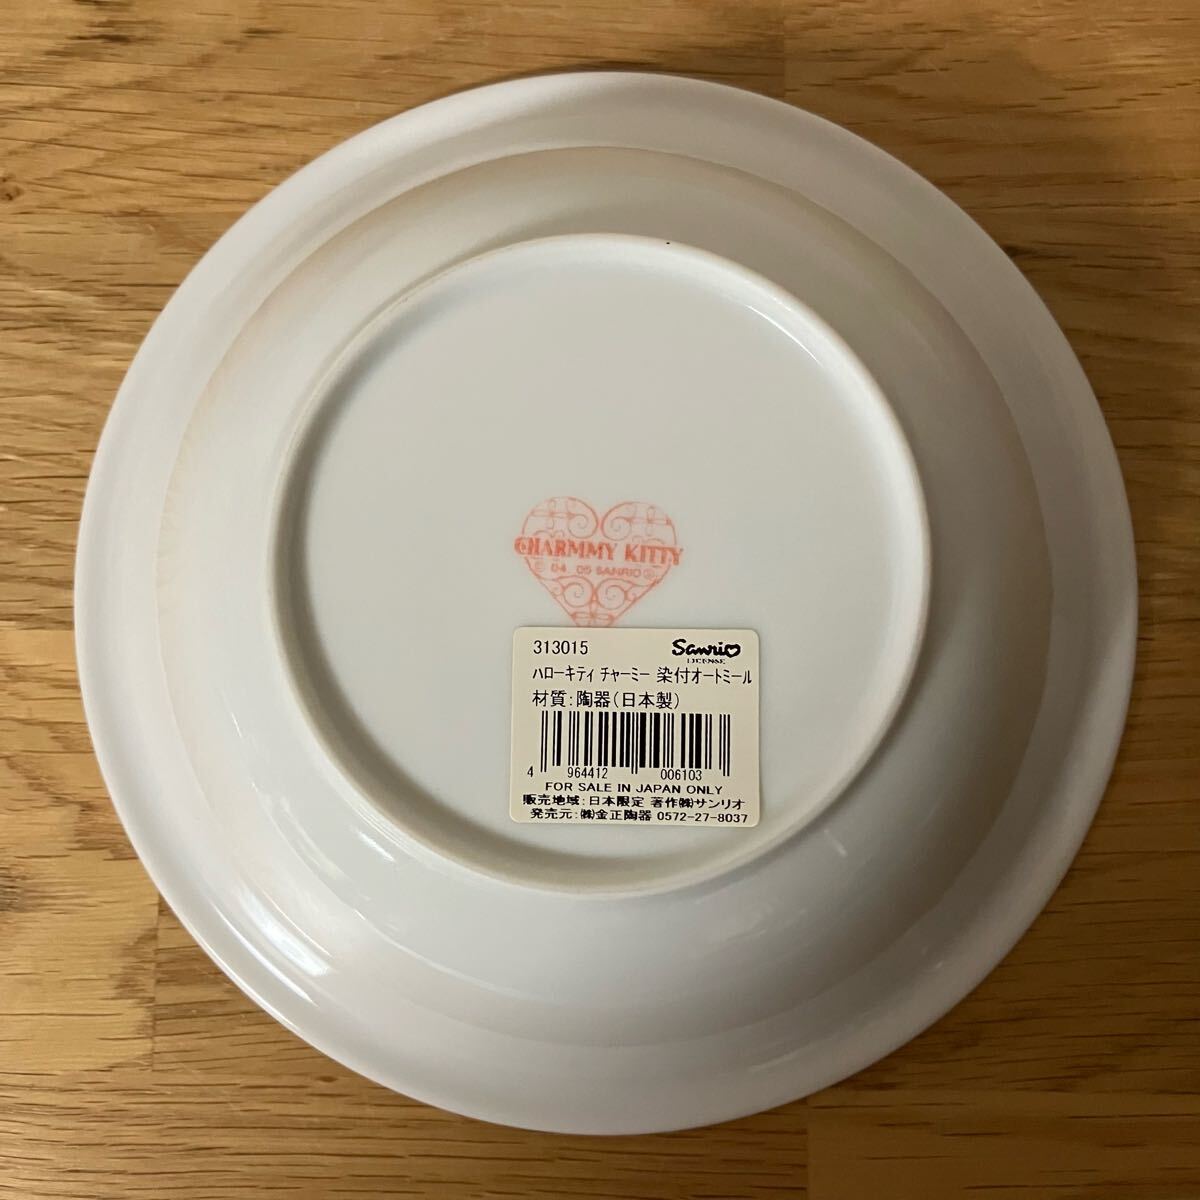 CHARMMY KITTY
© 04, 05 SANRIO ®
313015
Sanrio
LICENSE
ハローキティ チャーミー 染付オートミール
材質:陶器(日本製)
4 964412 006103
FOR SALE IN JAPAN ONLY
販売地域:日本限定 著作㈱サンリオ
発売元:㈱金正陶器 0572-27-8037